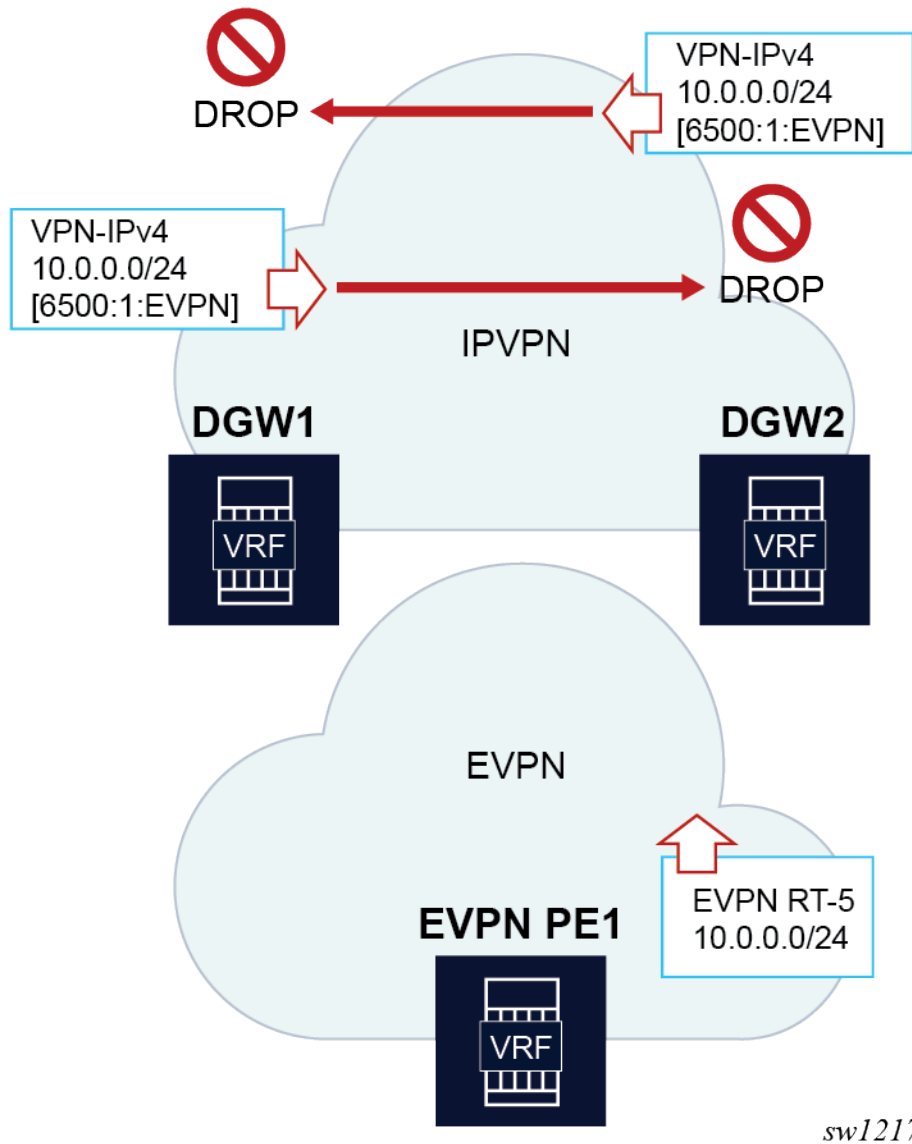 VPN-IPv4
10.0.0.0/24
[6500:1:EVPN]
DROP
VPN-IPv4
10.0.0.0/24
[6500:1:EVPN]
DROP
IPVPN
DGW1
DGW2
VRF
VRF
EVPN
EVPN RT-5
10.0.0.0/24
EVPN PE1
VRF
sw1217